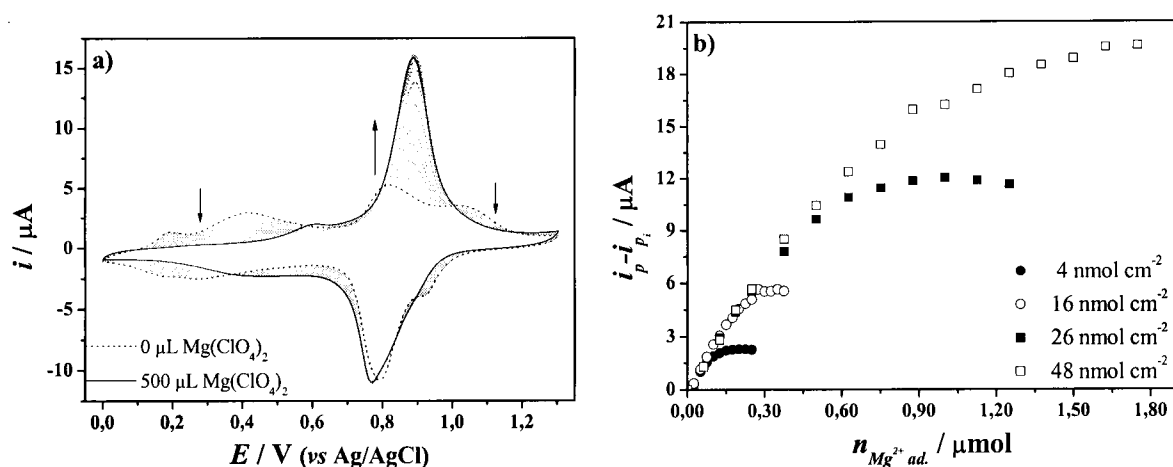 a)
15
10
5
0
-5
-10
i / μA
0 μL Mg(ClO₄)₂
500 μL Mg(ClO₄)₂
0,0 0,2 0,4 0,6 0,8 1,0 1,2
E / V (vs Ag/AgCl)
b)
21
18
15
12
9
6
3
0
i_p-i_{p_i} / μA
4 nmol cm⁻²
16 nmol cm⁻²
26 nmol cm⁻²
48 nmol cm⁻²
0,00 0,30 0,60 0,90 1,20 1,50 1,80
n_{Mg²⁺ ad.} / μmol